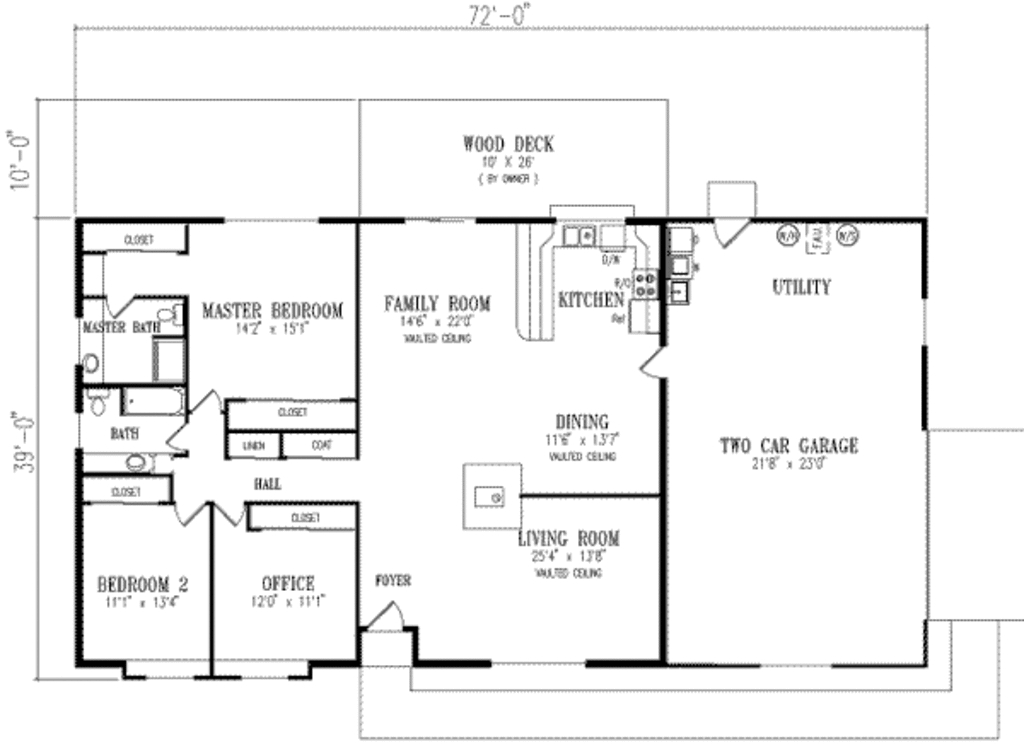 72'-0"
10'-0"
39'-0"
WOOD DECK
10' X 26'
( BY OWNER )
CLOSET
MASTER BEDROOM
14'2" x 15'1"
MASTER BATH
FAMILY ROOM
14'6" x 22'0"
VAULTED CEILING
D/W
R/O
KITCHEN
Ref
D
W
W/H
FAU
W/S
UTILITY
CLOSET
LINEN
COAT
BATH
DINING
11'6" x 13'7"
VAULTED CEILING
TWO CAR GARAGE
21'8" x 23'0"
HALL
CLOSET
CLOSET
LIVING ROOM
25'4" x 13'8"
VAULTED CEILING
BEDROOM 2
11'1" x 13'4"
OFFICE
12'0" x 11'1"
FOYER